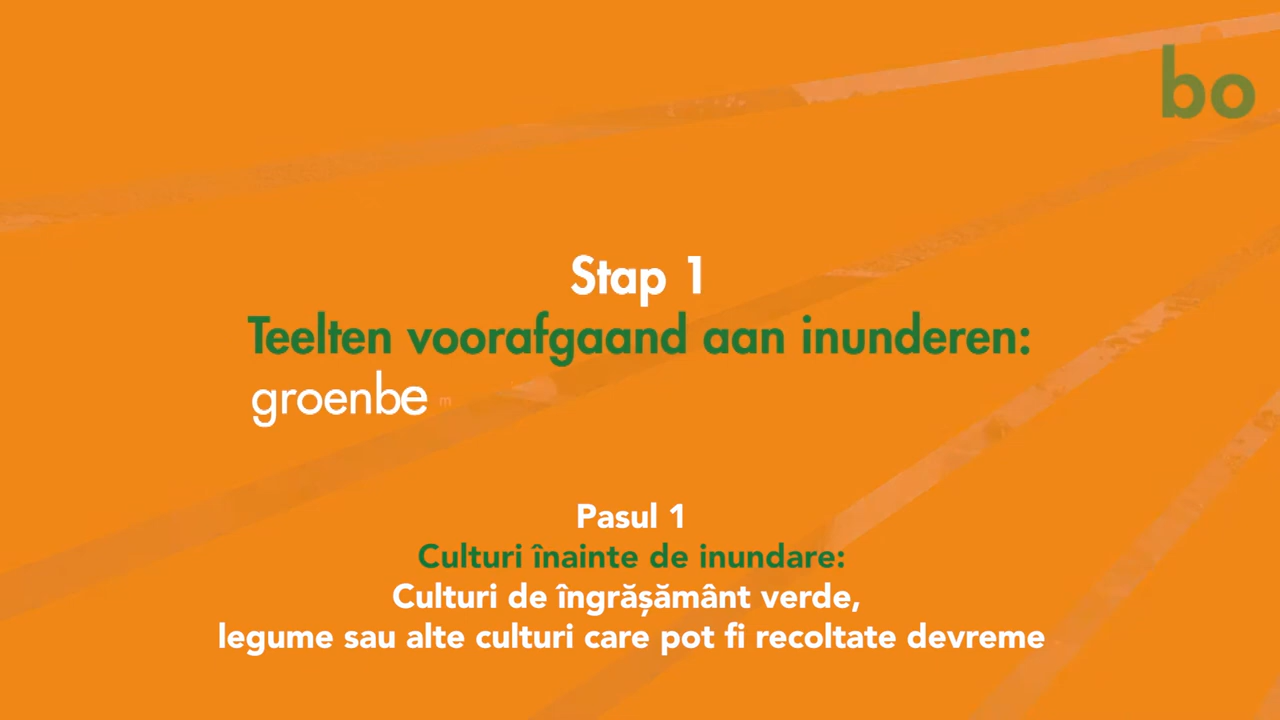 bo
Stap 1
Teelten voorafgaand aan inunderen:
groenbem
Pasul 1
Culturi înainte de inundare:
Culturi de îngrășământ verde,
legume sau alte culturi care pot fi recoltate devreme